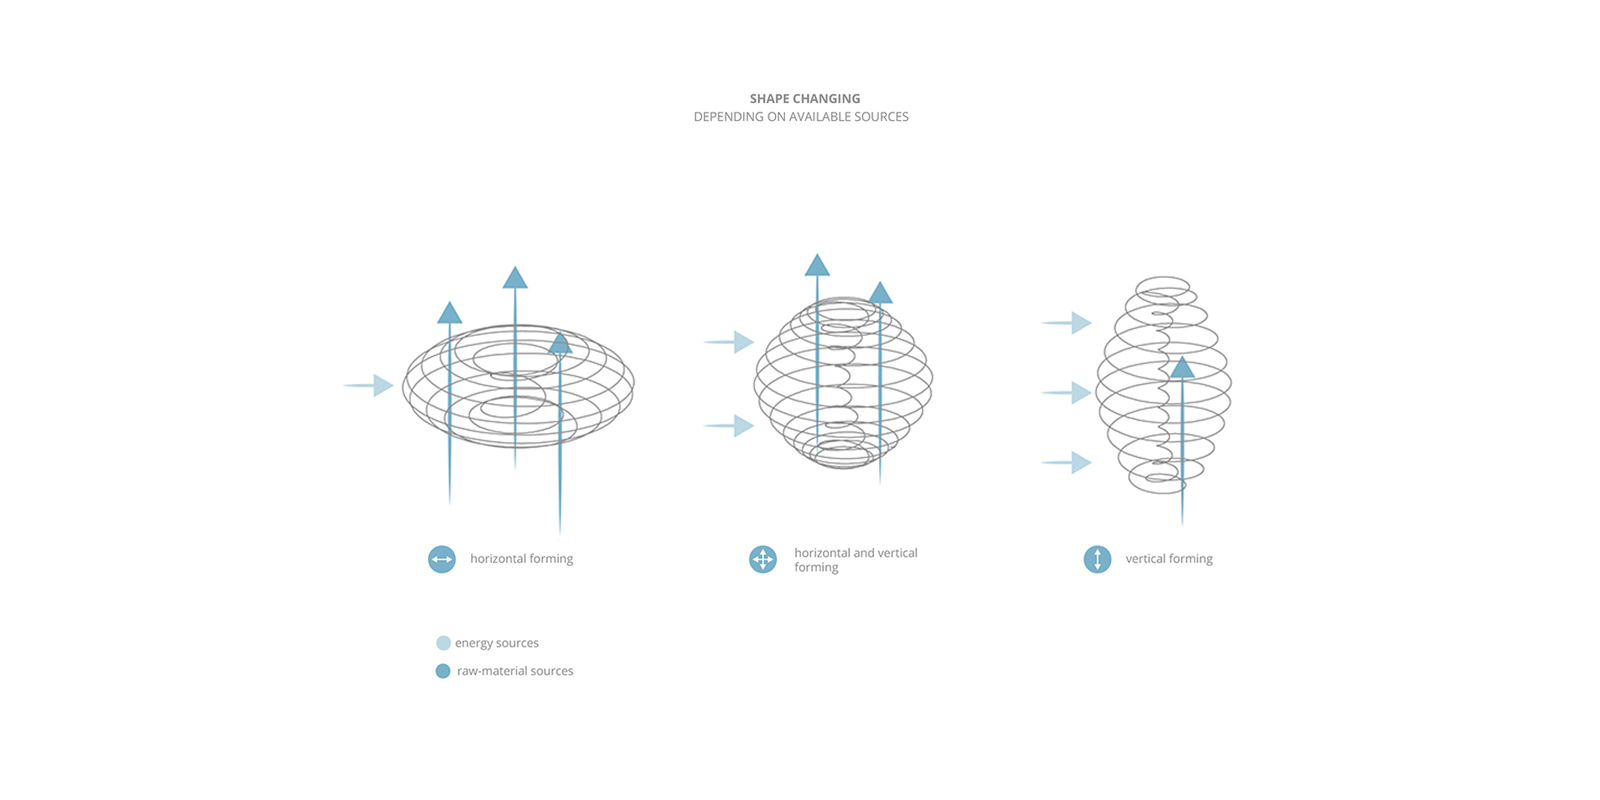 SHAPE CHANGING
DEPENDING ON AVAILABLE SOURCES
horizontal forming
horizontal and vertical
forming
vertical forming
energy sources
raw-material sources